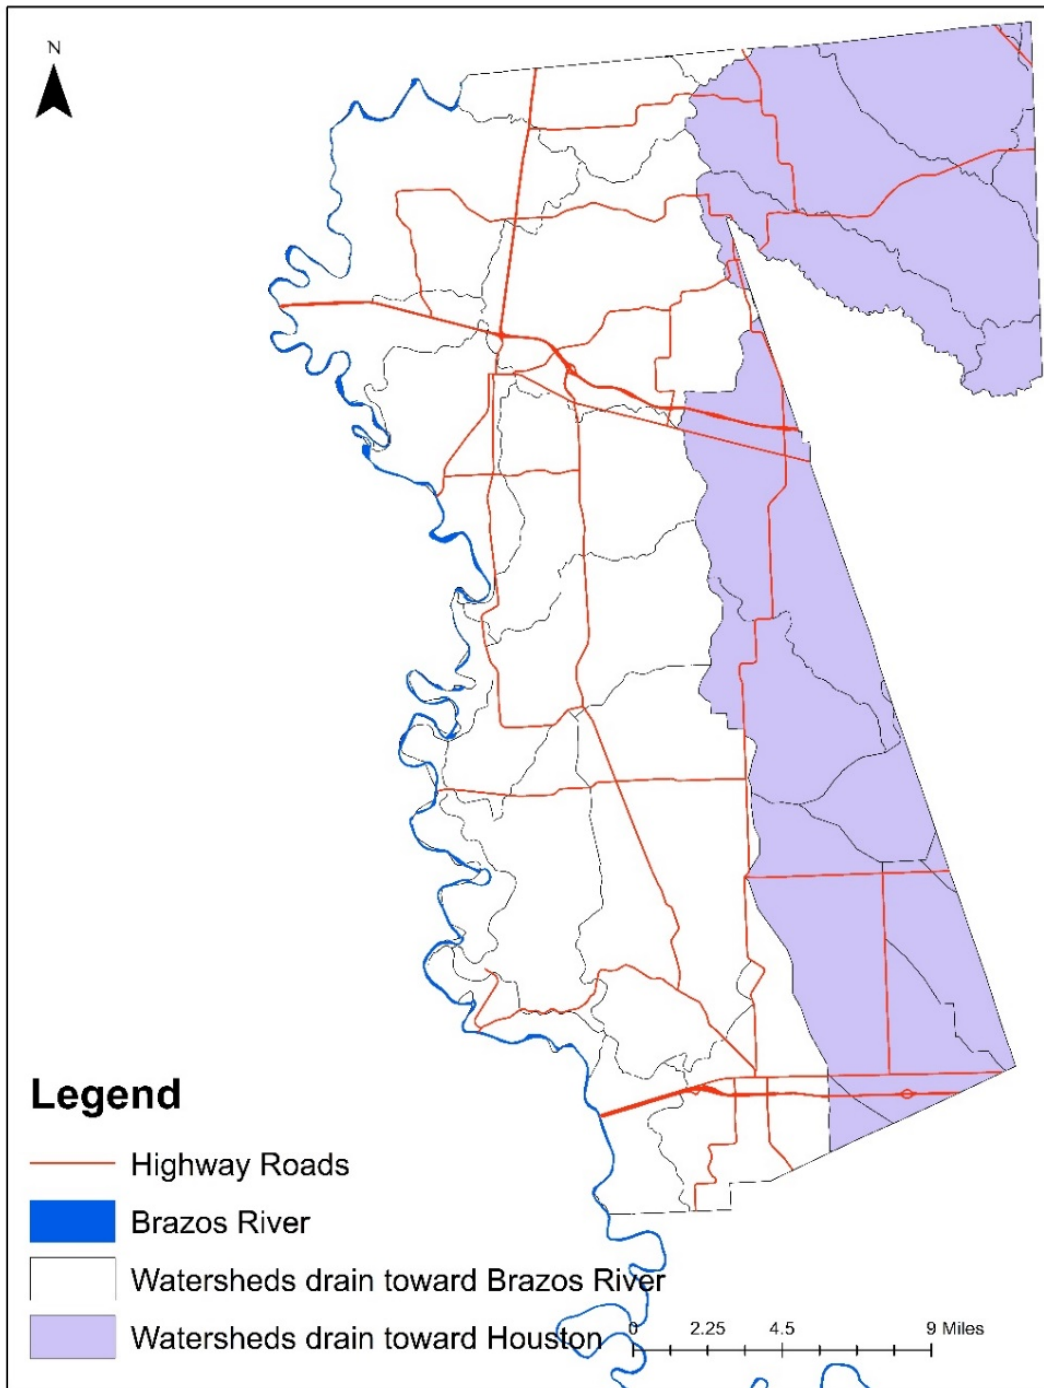 N
Legend
Highway Roads
Brazos River
Watersheds drain toward Brazos River
Watersheds drain toward Houston
0 2.25 4.5 9 Miles